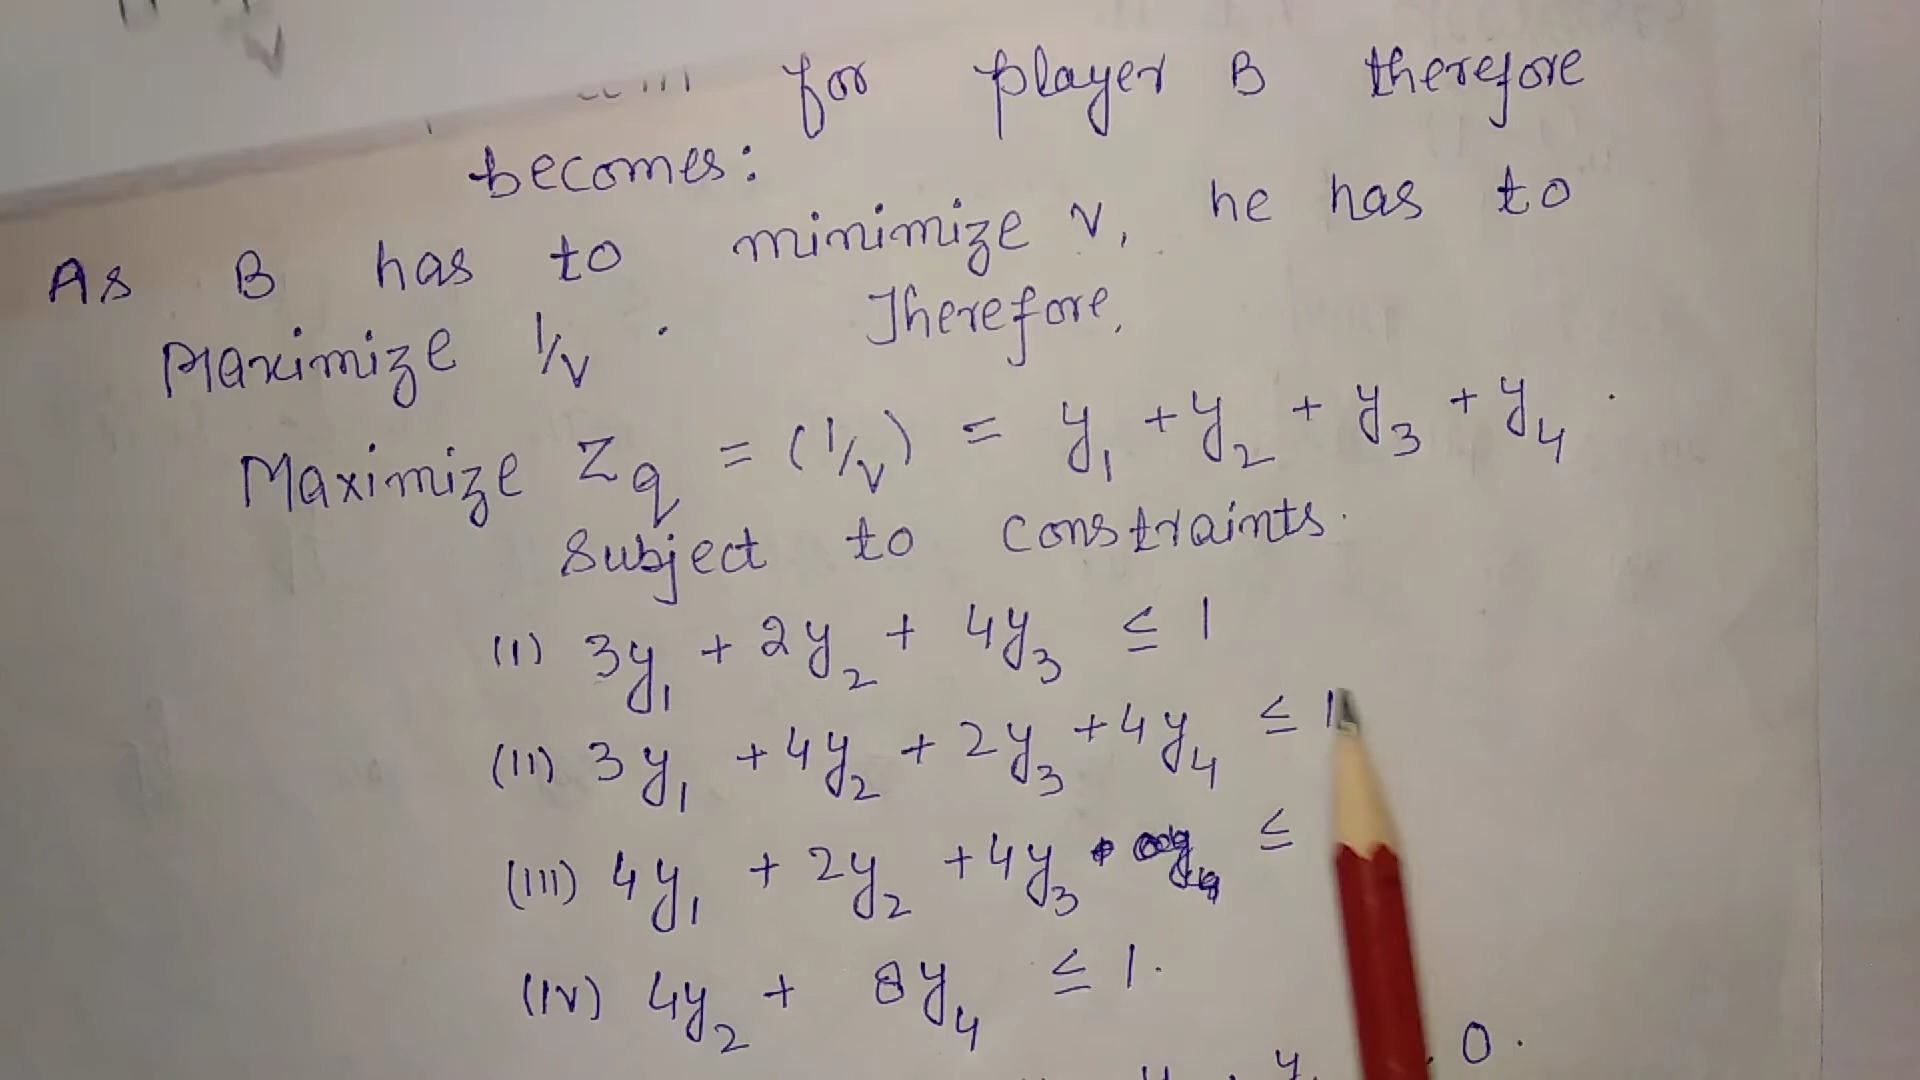 for player B therefore
becomes:
As B has to minimize v, he has to
Maximize 1/v. Therefore,
Maximize Zq = (1/v) = y₁ + y₂ + y₃ + y₄.
Subject to constraints.
(I) 3y₁ + 2y₂ + 4y₃ ≤ 1
(II) 3y₁ + 4y₂ + 2y₃ + 4y₄ ≤ 1
(III) 4y₁ + 2y₂ + 4y₃ ≤
(IV) 4y₂ + 8y₄ ≤ 1.
0.